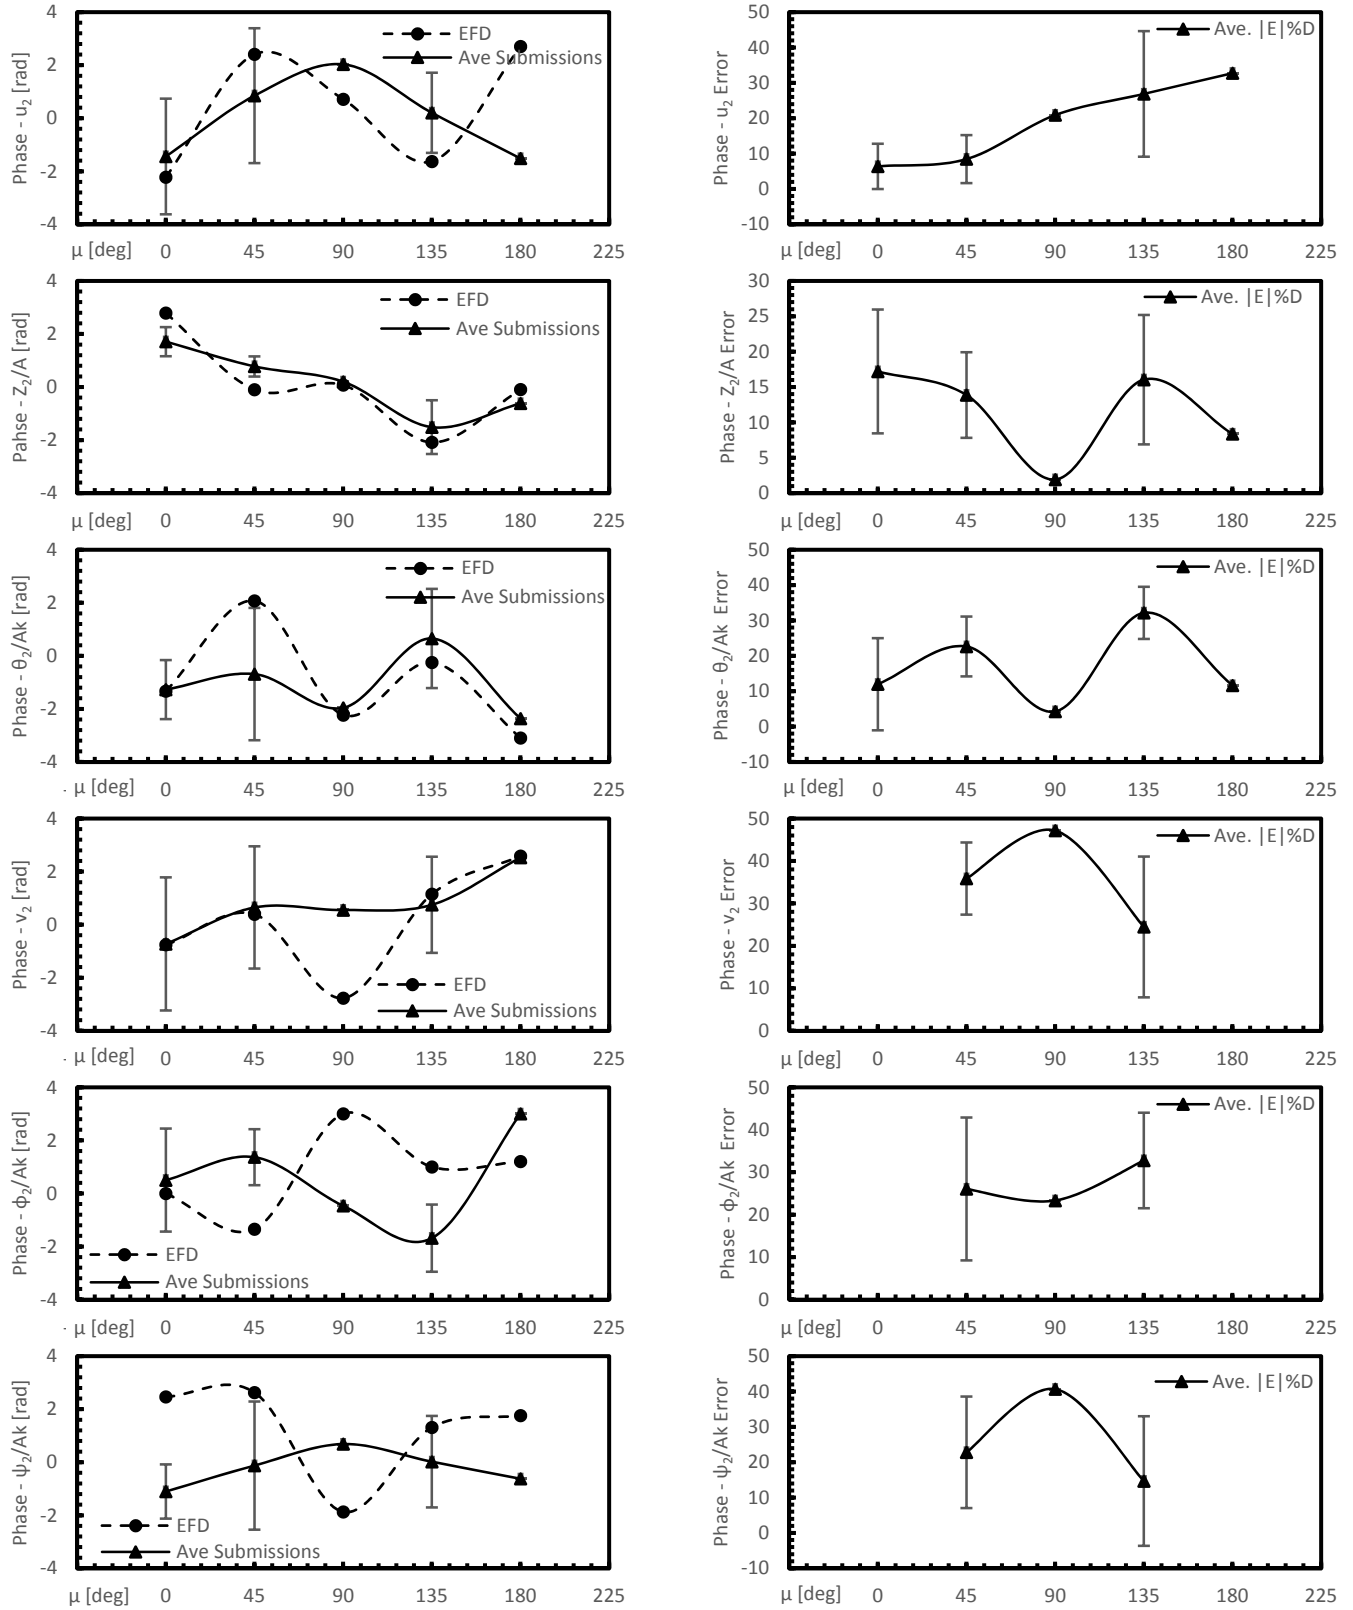 Phase - u₂ [rad]
4
2
0
-2
-4
EFD
Ave Submissions
μ [deg] 0 45 90 135 180 225
Phase - u₂ Error
50
40
30
20
10
0
-10
Ave. |E|%D
μ [deg] 0 45 90 135 180 225
Pahse - Z₂/A [rad]
4
2
0
-2
-4
EFD
Ave Submissions
μ [deg] 0 45 90 135 180 225
Phase - Z₂/A Error
30
25
20
15
10
5
0
Ave. |E|%D
μ [deg] 0 45 90 135 180 225
Phase - θ₂/Ak [rad]
4
2
0
-2
-4
EFD
Ave Submissions
μ [deg] 0 45 90 135 180 225
Phase - θ₂/Ak Error
50
40
30
20
10
0
-10
Ave. |E|%D
μ [deg] 0 45 90 135 180 225
Phase - v₂ [rad]
4
2
0
-2
-4
EFD
Ave Submissions
μ [deg] 0 45 90 135 180 225
Phase - v₂ Error
50
40
30
20
10
0
Ave. |E|%D
μ [deg] 0 45 90 135 180 225
Phase - ϕ₂/Ak [rad]
4
2
0
-2
-4
EFD
Ave Submissions
μ [deg] 0 45 90 135 180 225
Phase - ϕ₂/Ak Error
50
40
30
20
10
0
Ave. |E|%D
μ [deg] 0 45 90 135 180 225
Phase - ψ₂/Ak [rad]
4
2
0
-2
-4
EFD
Ave Submissions
μ [deg] 0 45 90 135 180 225
Phase - ψ₂/Ak Error
50
40
30
20
10
0
-10
Ave. |E|%D
μ [deg] 0 45 90 135 180 225